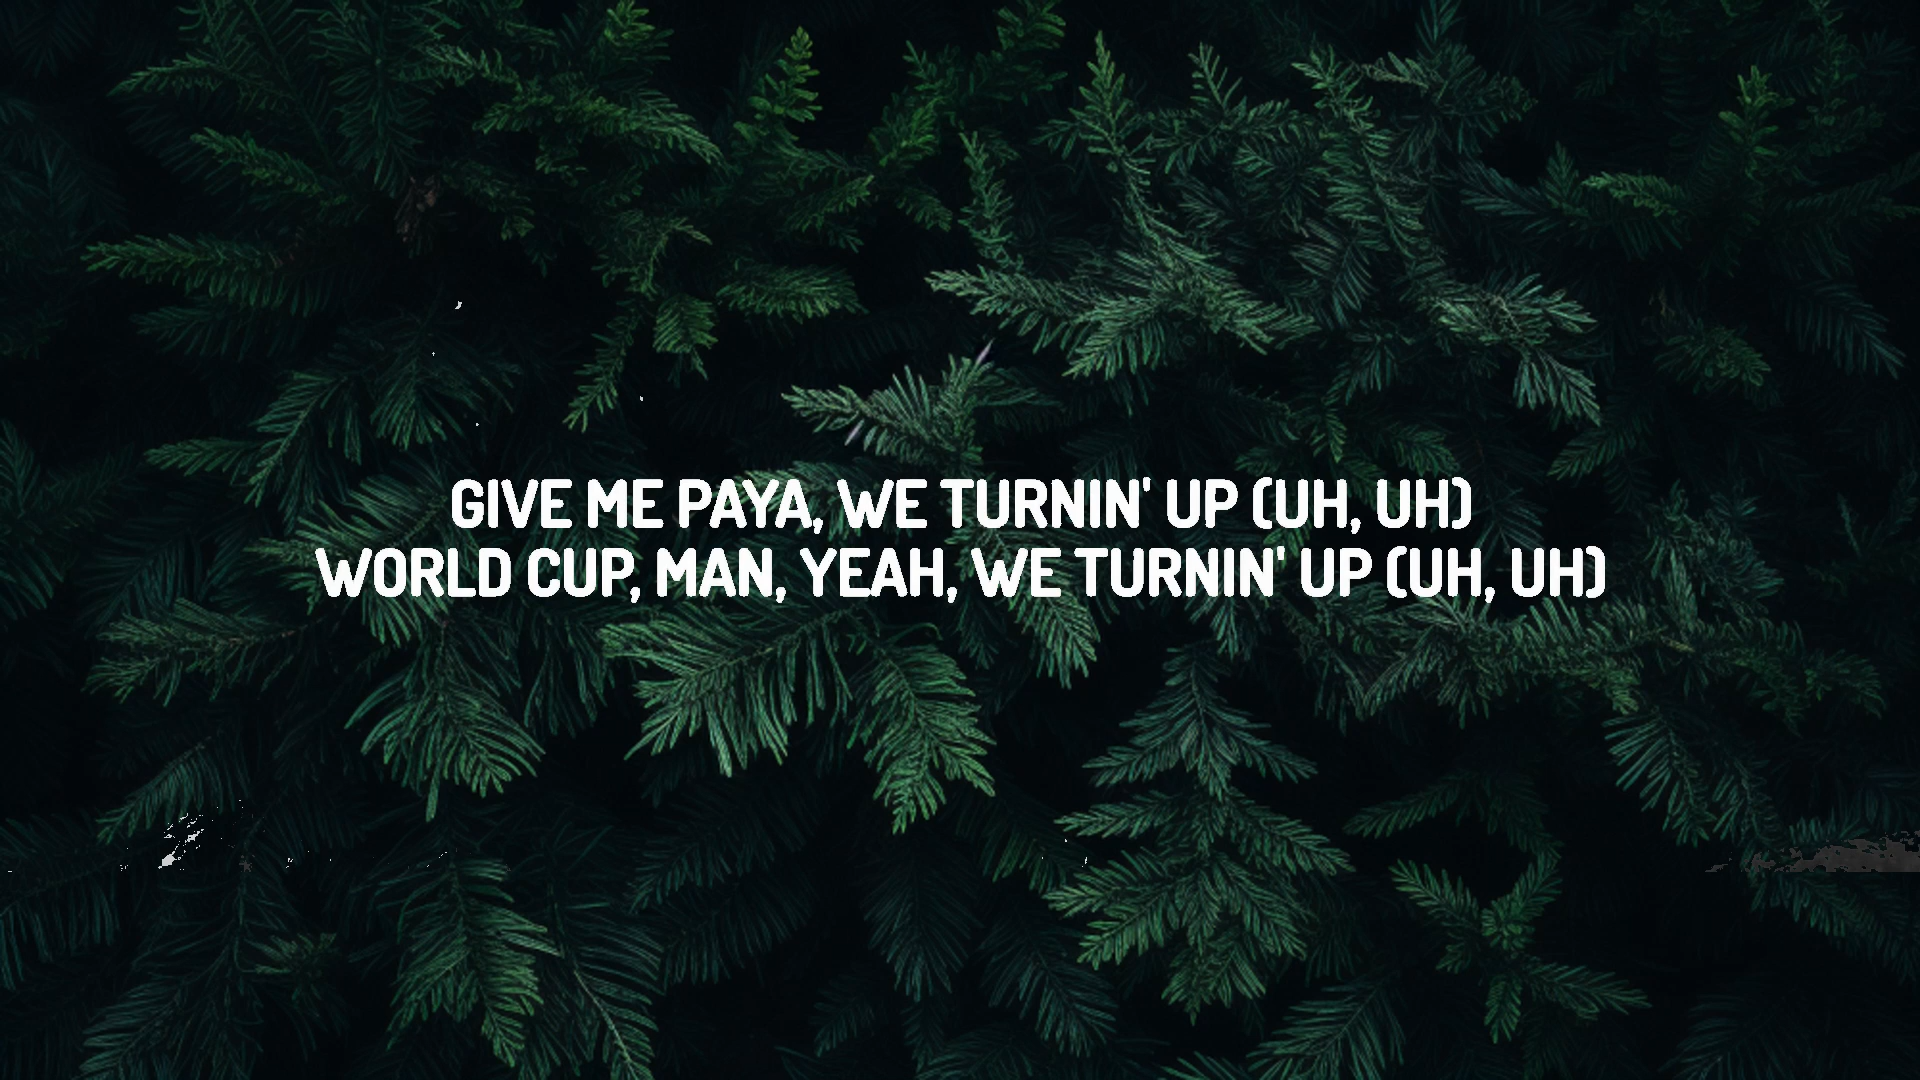 GIVE ME PAYA, WE TURNIN' UP (UH, UH)
WORLD CUP, MAN, YEAH, WE TURNIN' UP (UH, UH)